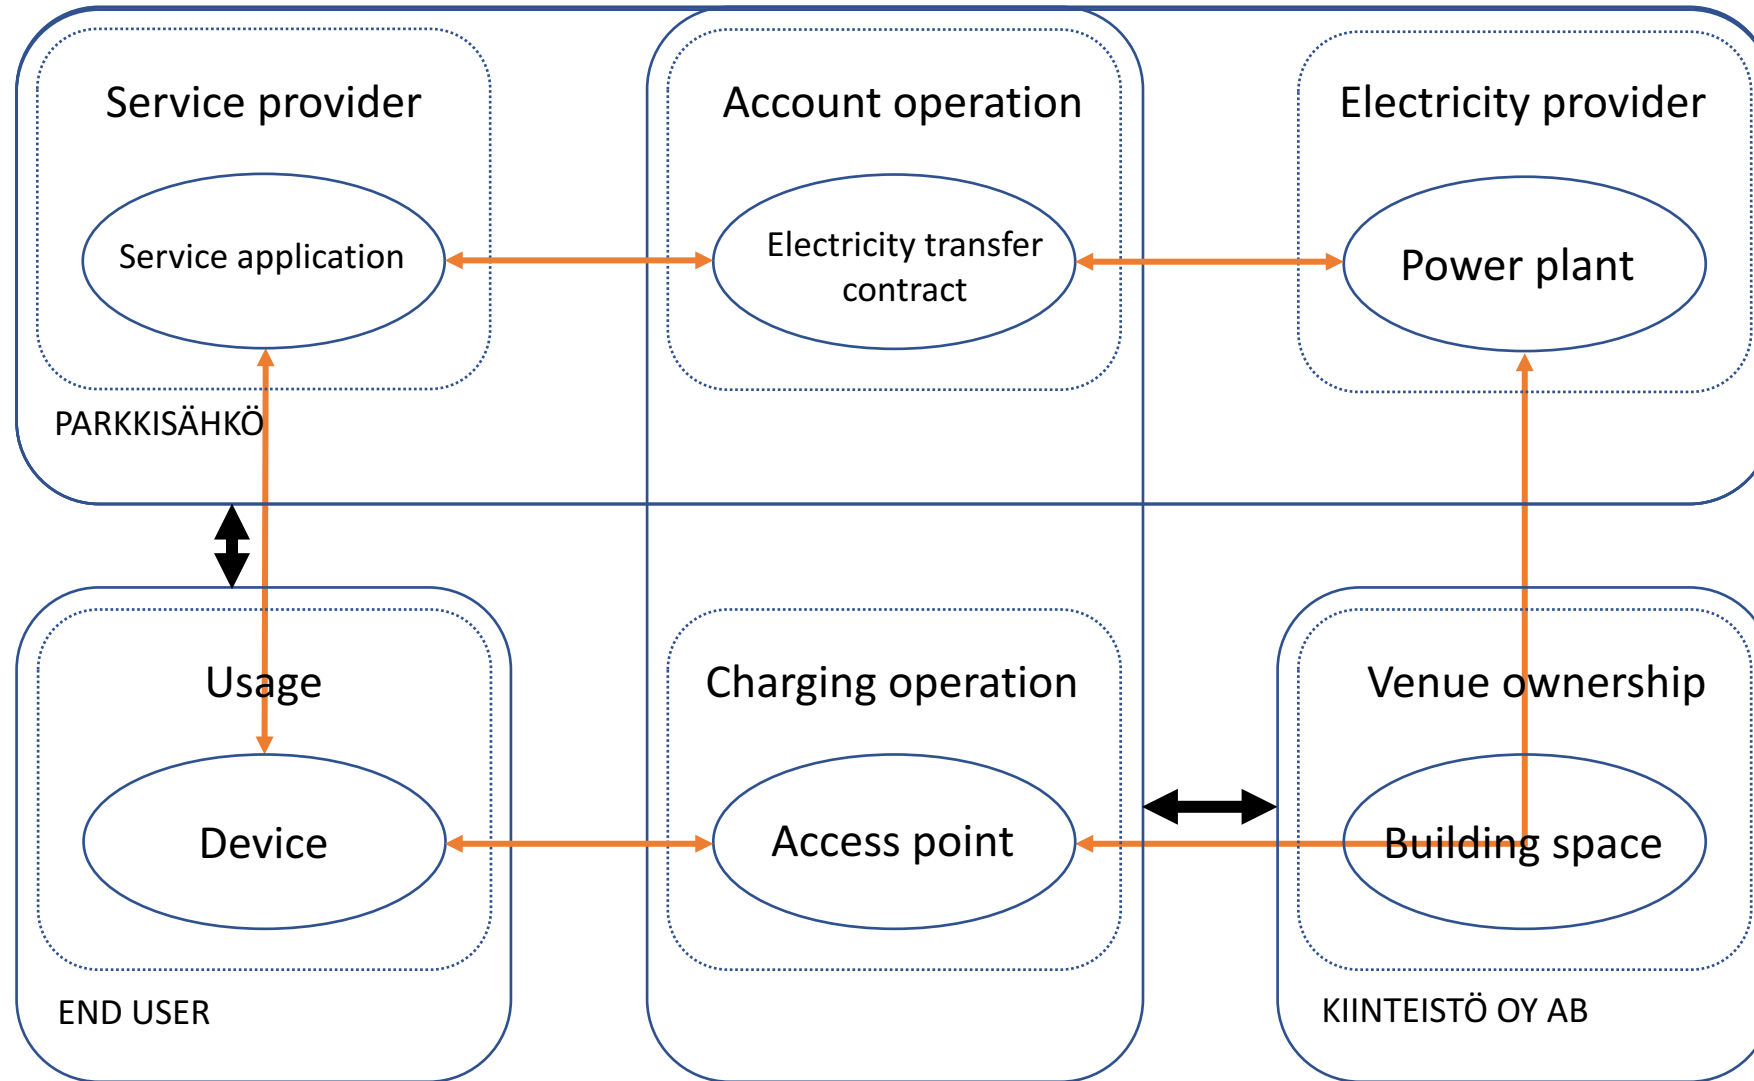 Service provider
Account operation
Electricity provider
Service application
Electricity transfer
contract
Power plant
PARKKISÄHKÖ
Usage
Charging operation
Venue ownership
Device
Access point
Building space
END USER
KIINTEISTÖ OY AB